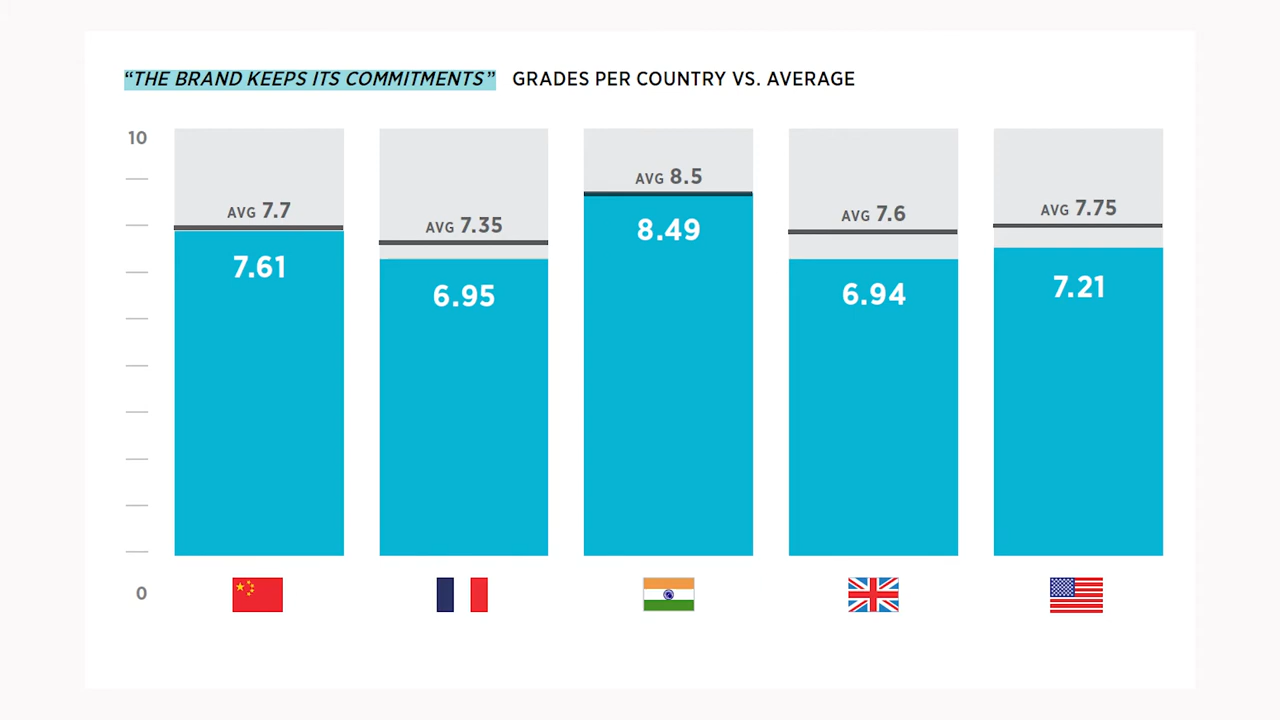 “THE BRAND KEEPS ITS COMMITMENTS” GRADES PER COUNTRY VS. AVERAGE
10
AVG 7.7
7.61
AVG 7.35
6.95
AVG 8.5
8.49
AVG 7.6
6.94
AVG 7.75
7.21
0